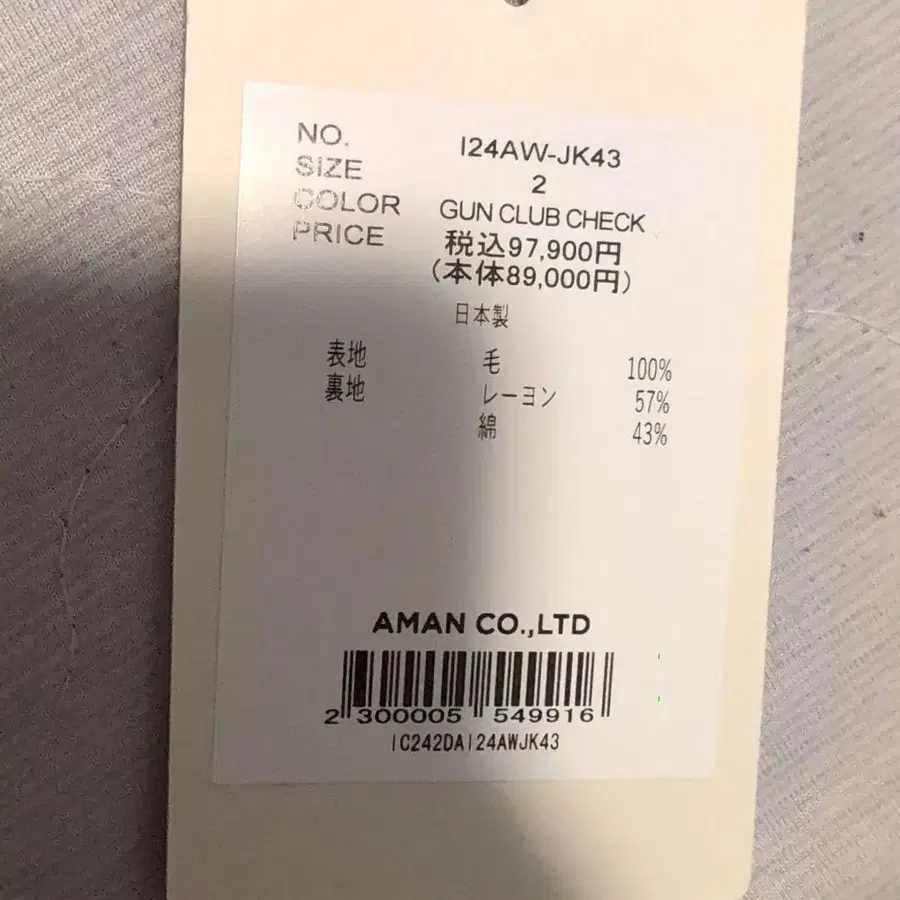 NO. I24AW-JK43
SIZE 2
COLOR GUN CLUB CHECK
PRICE 税込97,900円
(本体89,000円)
日本製
表地 毛 100%
裏地 レーヨン 57%
綿 43%
AMAN CO.,LTD
2 300005 549916
IC242DAI24AWJK43